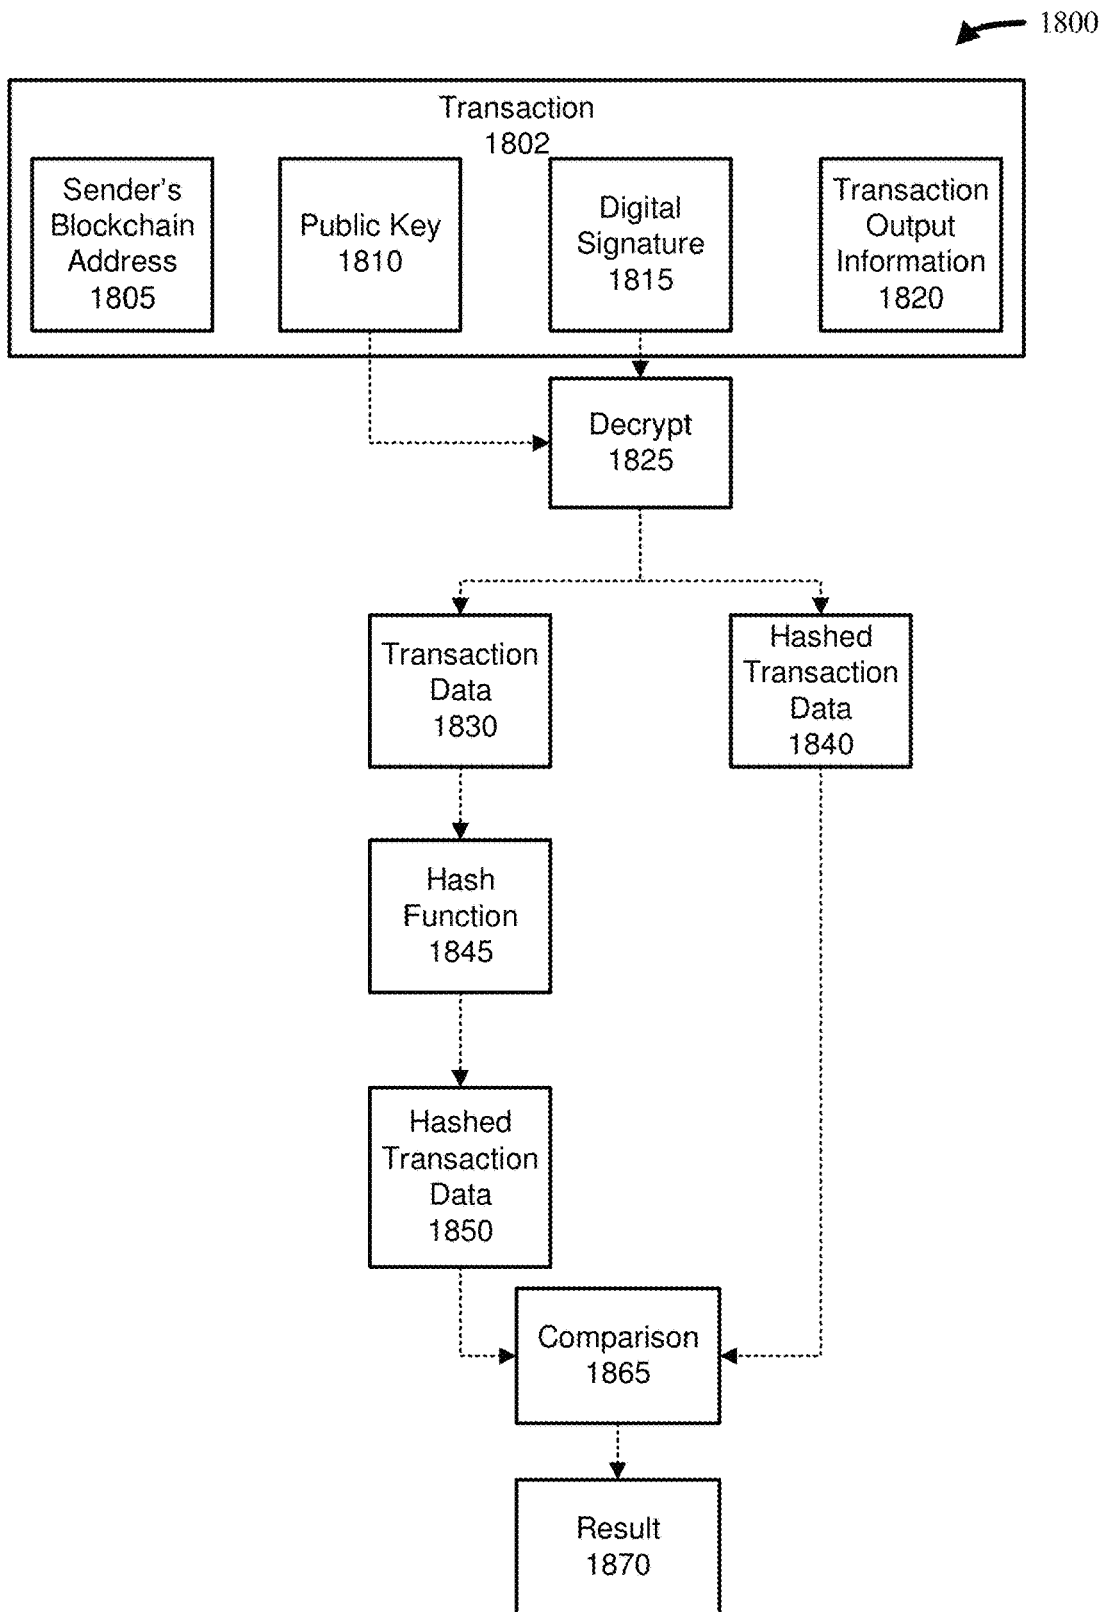 1800
Transaction
1802
Sender's
Blockchain
Address
1805
Public Key
1810
Digital
Signature
1815
Transaction
Output
Information
1820
Decrypt
1825
Transaction
Data
1830
Hashed
Transaction
Data
1840
Hash
Function
1845
Hashed
Transaction
Data
1850
Comparison
1865
Result
1870